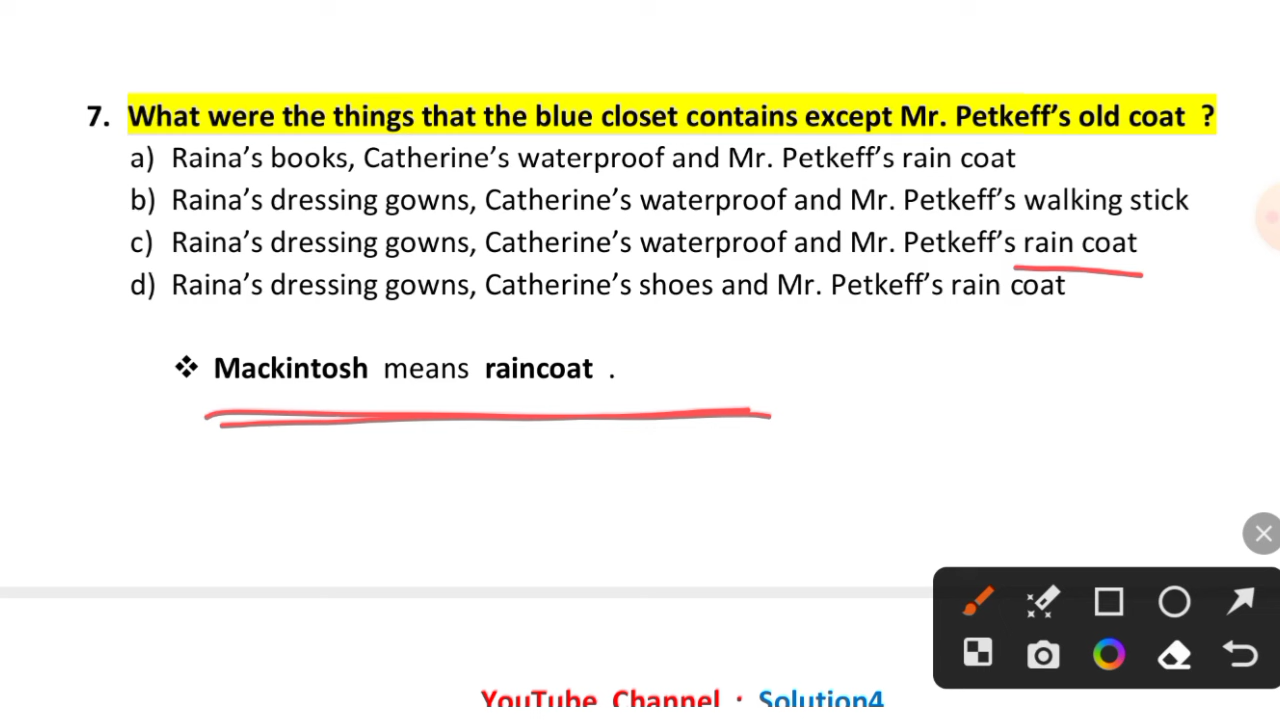 7. What were the things that the blue closet contains except Mr. Petkeff’s old coat ?
a) Raina’s books, Catherine’s waterproof and Mr. Petkeff’s rain coat
b) Raina’s dressing gowns, Catherine’s waterproof and Mr. Petkeff’s walking stick
c) Raina’s dressing gowns, Catherine’s waterproof and Mr. Petkeff’s rain coat
d) Raina’s dressing gowns, Catherine’s shoes and Mr. Petkeff’s rain coat
❖ Mackintosh means raincoat .
YouTube Channel : Solution4